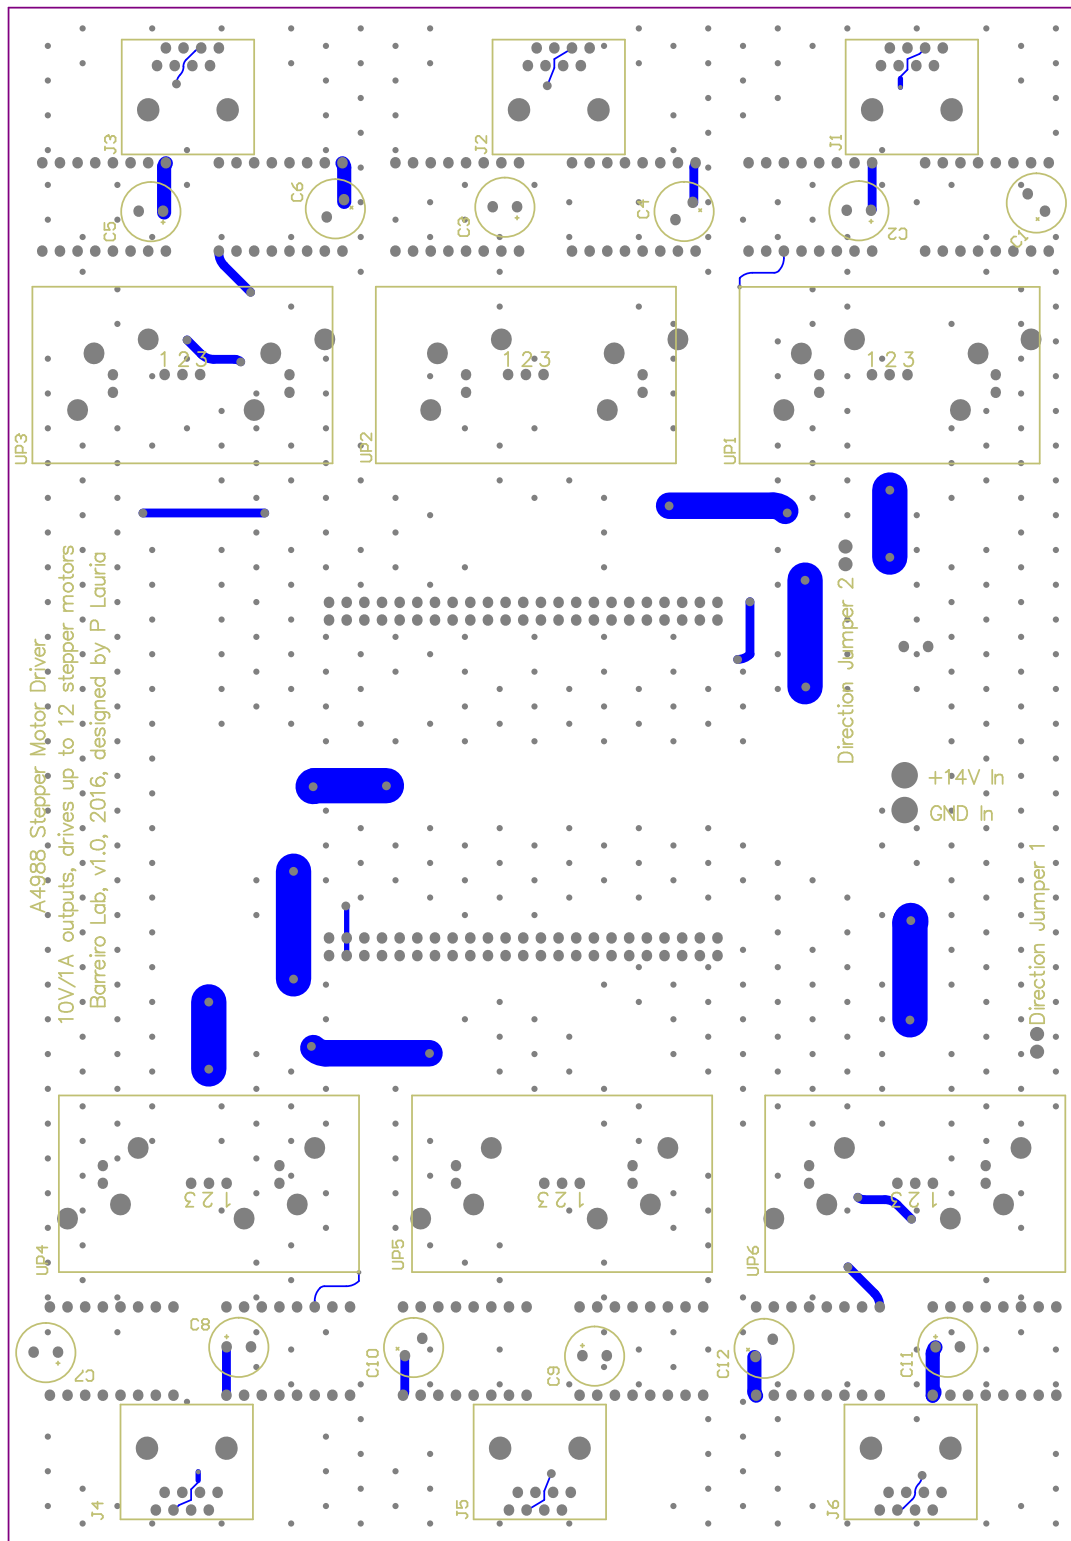 J3
J2
J1
C5
C6
C3
C4
C2
C1
1 2 3
1 2 3
1 2 3
UP3
UP2
UP1
A4988 Stepper Motor Driver
10V/1A outputs, drives up to 12 stepper motors
Barreiro Lab, v1.0, 2016, designed by P Lauria
Direction Jumper 2
+14V In
GND In
Direction Jumper 1
1 2 3
1 2 3
1 2 3
UP4
UP5
UP6
C7
C8
C10
C9
C12
C11
J4
J5
J6